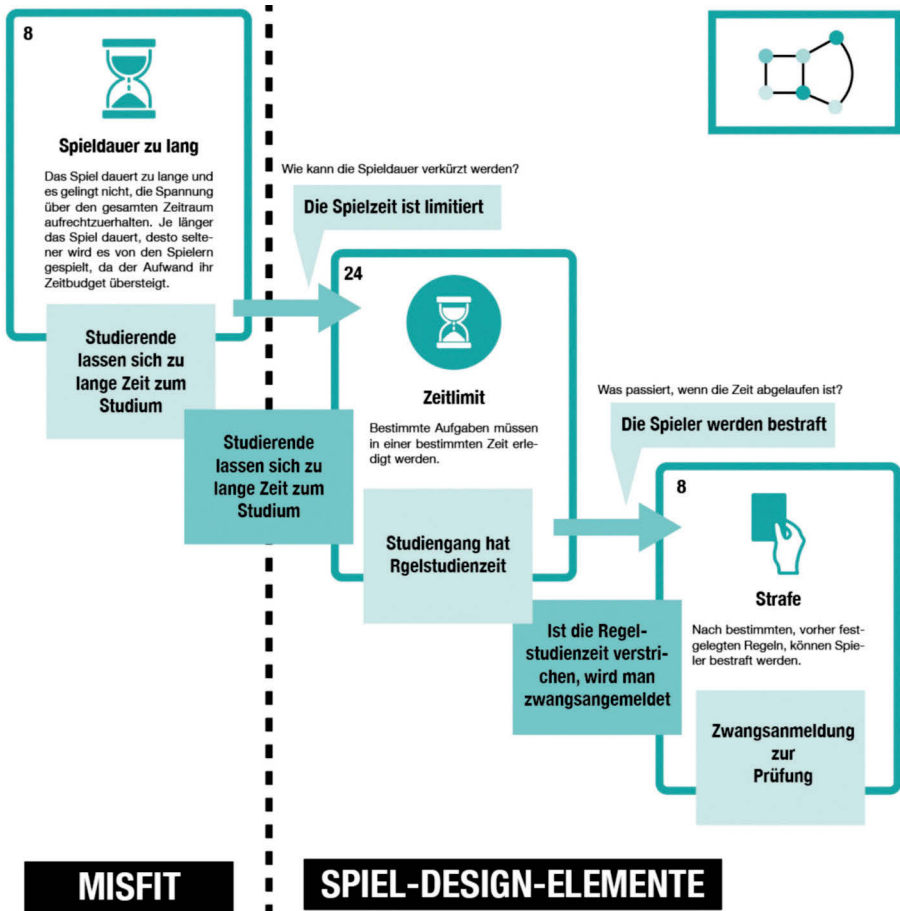 8
Spieldauer zu lang
Das Spiel dauert zu lange und
es gelingt nicht, die Spannung
über den gesamten Zeitraum
aufrechtzuerhalten. Je länger
das Spiel dauert, desto selte-
ner wird es von den Spielern
gespielt, da der Aufwand ihr
Zeitbudget übersteigt.
Studierende
lassen sich zu
lange Zeit zum
Studium
Wie kann die Spieldauer verkürzt werden?
Die Spielzeit ist limitiert
Studierende
lassen sich zu
lange Zeit zum
Studium
24
Zeitlimit
Bestimmte Aufgaben müssen
in einer bestimmten Zeit erle-
digt werden.
Studiengang hat
Rgelstudienzeit
Was passiert, wenn die Zeit abgelaufen ist?
Die Spieler werden bestraft
Ist die Regel-
studienzeit verstri-
chen, wird man
zwangsangemeldet
8
Strafe
Nach bestimmten, vorher fest-
gelegten Regeln, können Spie-
ler bestraft werden.
Zwangsanmeldung
zur
Prüfung
MISFIT
SPIEL-DESIGN-ELEMENTE